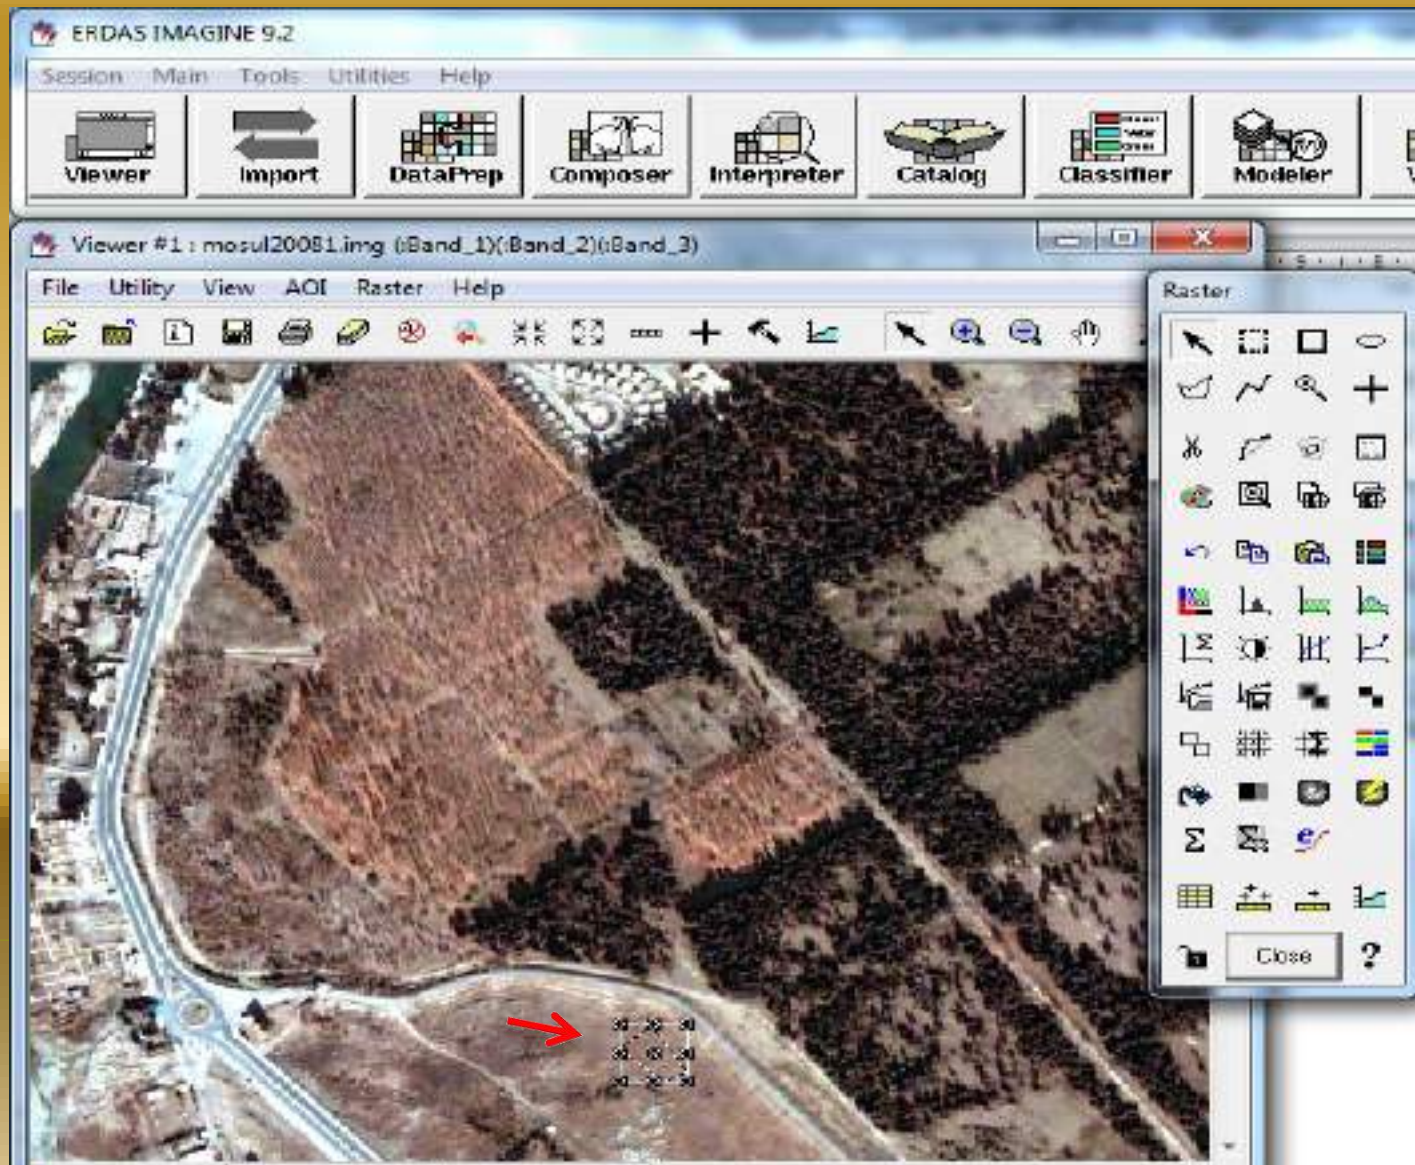 ERDAS IMAGINE 9.2
Session Main Tools Utilities Help
Viewer Import DataPrep Composer Interpreter Catalog Classifier Modeler
Viewer #1 : mosul20081.img (:Band_1)(:Band_2)(:Band_3)
File Utility View AOI Raster Help
Raster
Close